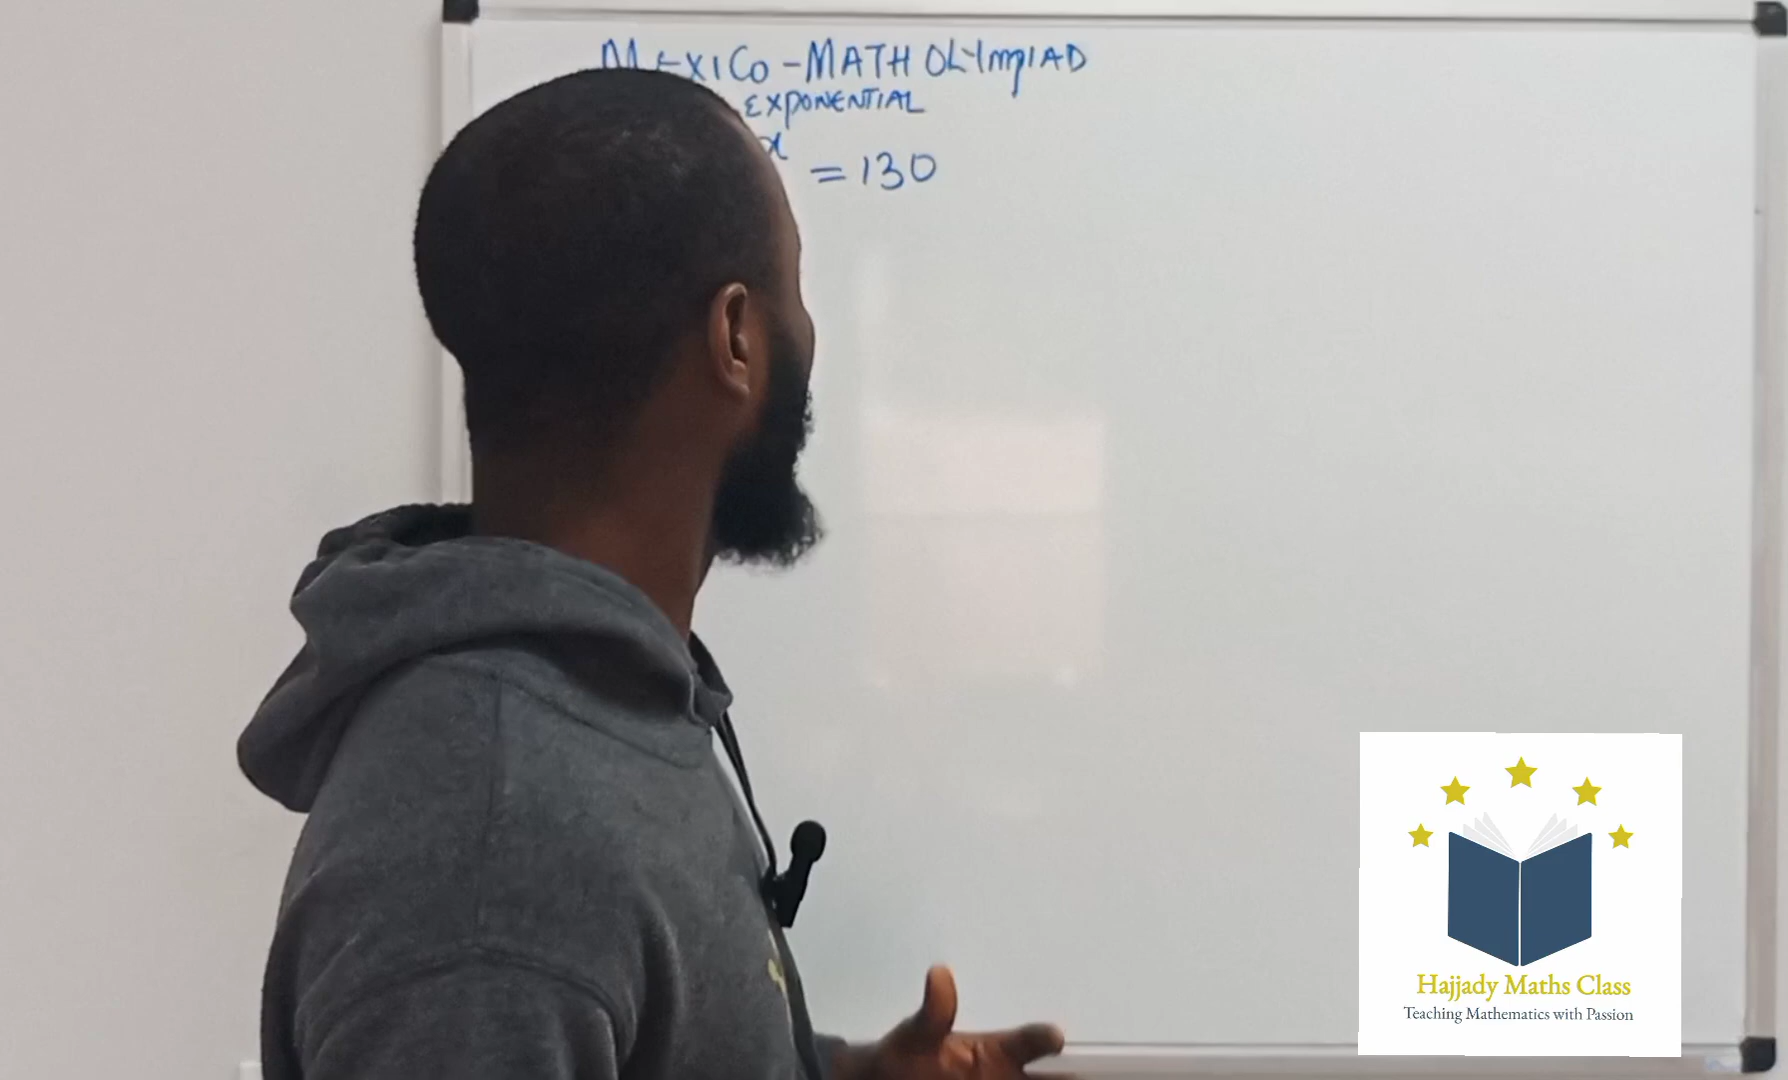 MEXICO - MATH OLYMPIAD
EXPONENTIAL
x
= 130
Hajjady Maths Class
Teaching Mathematics with Passion